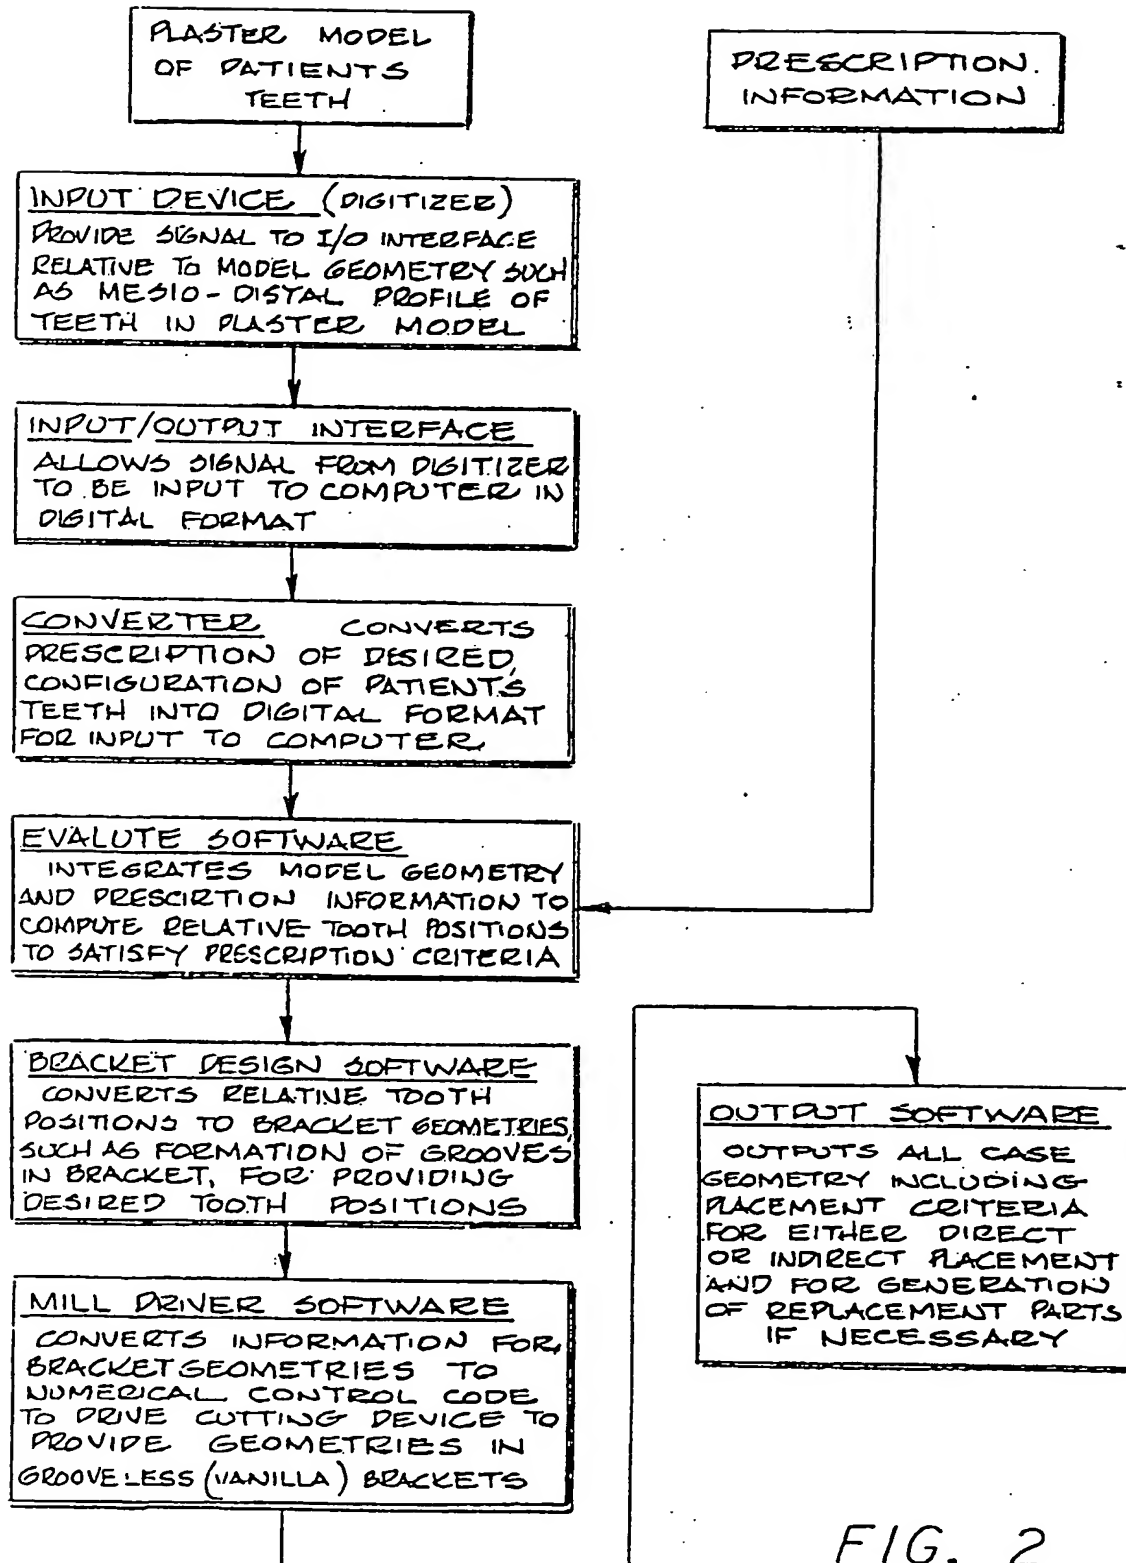 PLASTER MODEL
OF PATIENTS
TEETH
PRESCRIPTION.
INFORMATION
INPUT DEVICE (DIGITIZER)
PROVIDE SIGNAL TO I/O INTERFACE
RELATIVE TO MODEL GEOMETRY SUCH
AS MESIO-DISTAL PROFILE OF
TEETH IN PLASTER MODEL
INPUT/OUTPUT INTERFACE
ALLOWS SIGNAL FROM DIGITIZER
TO BE INPUT TO COMPUTER IN
DIGITAL FORMAT
CONVERTER CONVERTS
PRESCRIPTION OF DESIRED,
CONFIGURATION OF PATIENT'S
TEETH INTO DIGITAL FORMAT
FOR INPUT TO COMPUTER
EVALUTE SOFTWARE
INTEGRATES MODEL GEOMETRY
AND PRESCIRTION INFORMATION TO
COMPUTE RELATIVE TOOTH POSITIONS
TO SATISFY PRESCRIPTION CRITERIA
BRACKET DESIGN SOFTWARE
CONVERTS RELATIVE TOOTH
POSITIONS TO BRACKET GEOMETRIES,
SUCH AS FORMATION OF GROOVES
IN BRACKET, FOR PROVIDING
DESIRED TOOTH POSITIONS
MILL DRIVER SOFTWARE
CONVERTS INFORMATION FOR
BRACKET GEOMETRIES TO
NUMERICAL CONTROL CODE
TO DRIVE CUTTING DEVICE TO
PROVIDE GEOMETRIES IN
GROOVELESS (VANILLA) BRACKETS
OUTPUT SOFTWARE
OUTPUTS ALL CASE
GEOMETRY INCLUDING
PLACEMENT CRITERIA
FOR EITHER DIRECT
OR INDIRECT PLACEMENT
AND FOR GENERATION
OF REPLACEMENT PARTS
IF NECESSARY
FIG. 2